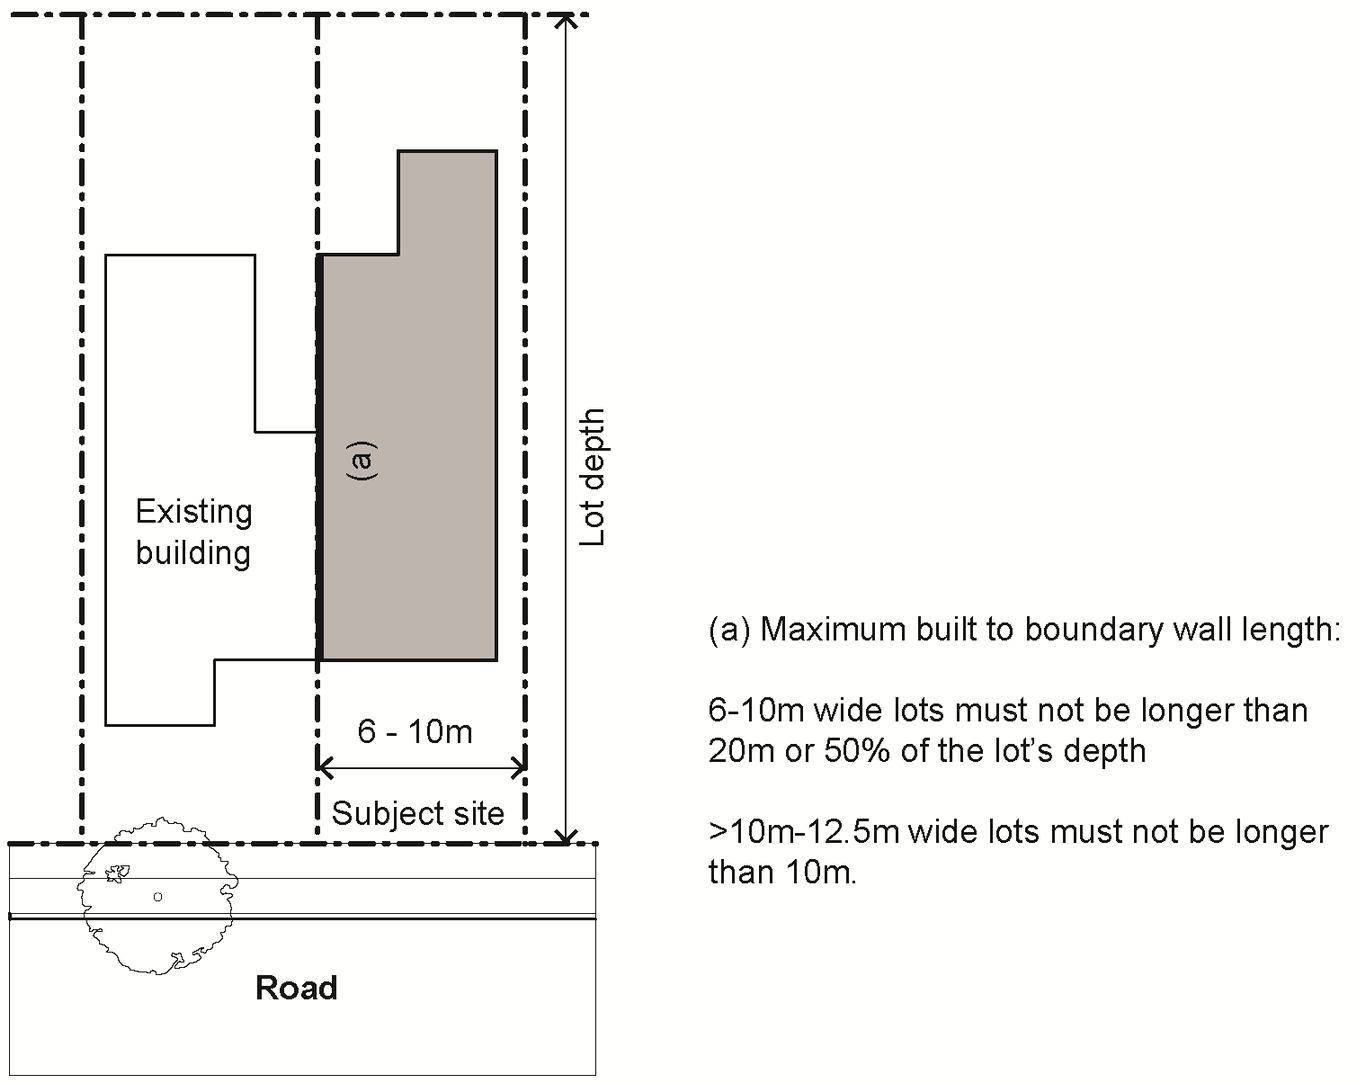 (a)
Lot depth
Existing
building
6 - 10m
Subject site
Road
(a) Maximum built to boundary wall length:
6-10m wide lots must not be longer than
20m or 50% of the lot’s depth
>10m-12.5m wide lots must not be longer
than 10m.